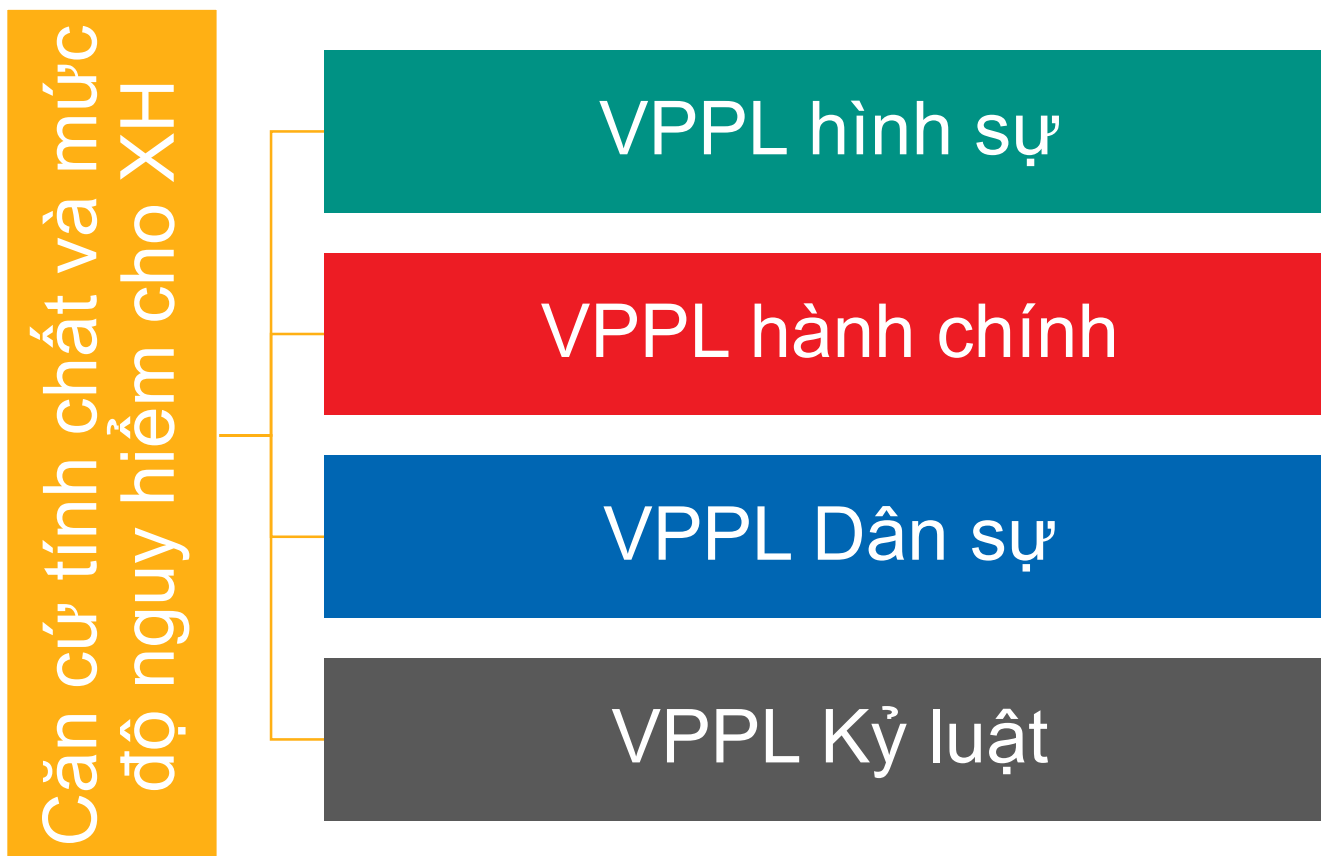 Căn cứ tính chất và mức
độ nguy hiểm cho XH
VPPL hình sự
VPPL hành chính
VPPL Dân sự
VPPL Kỷ luật